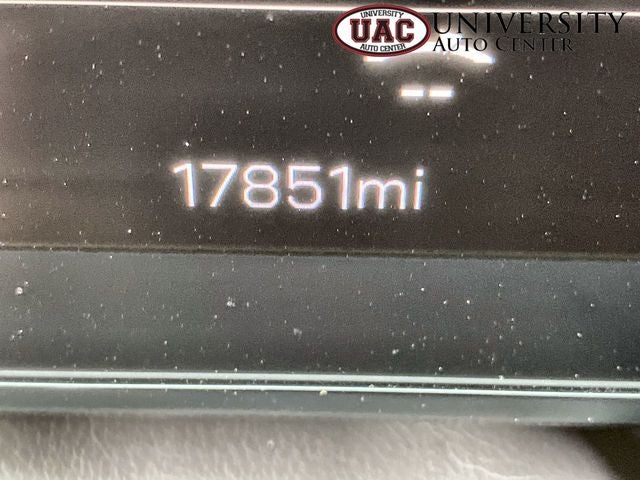 UNIVERSITY
UAC
AUTO CENTER
UNIVERSITY
AUTO CENTER
--
17851mi